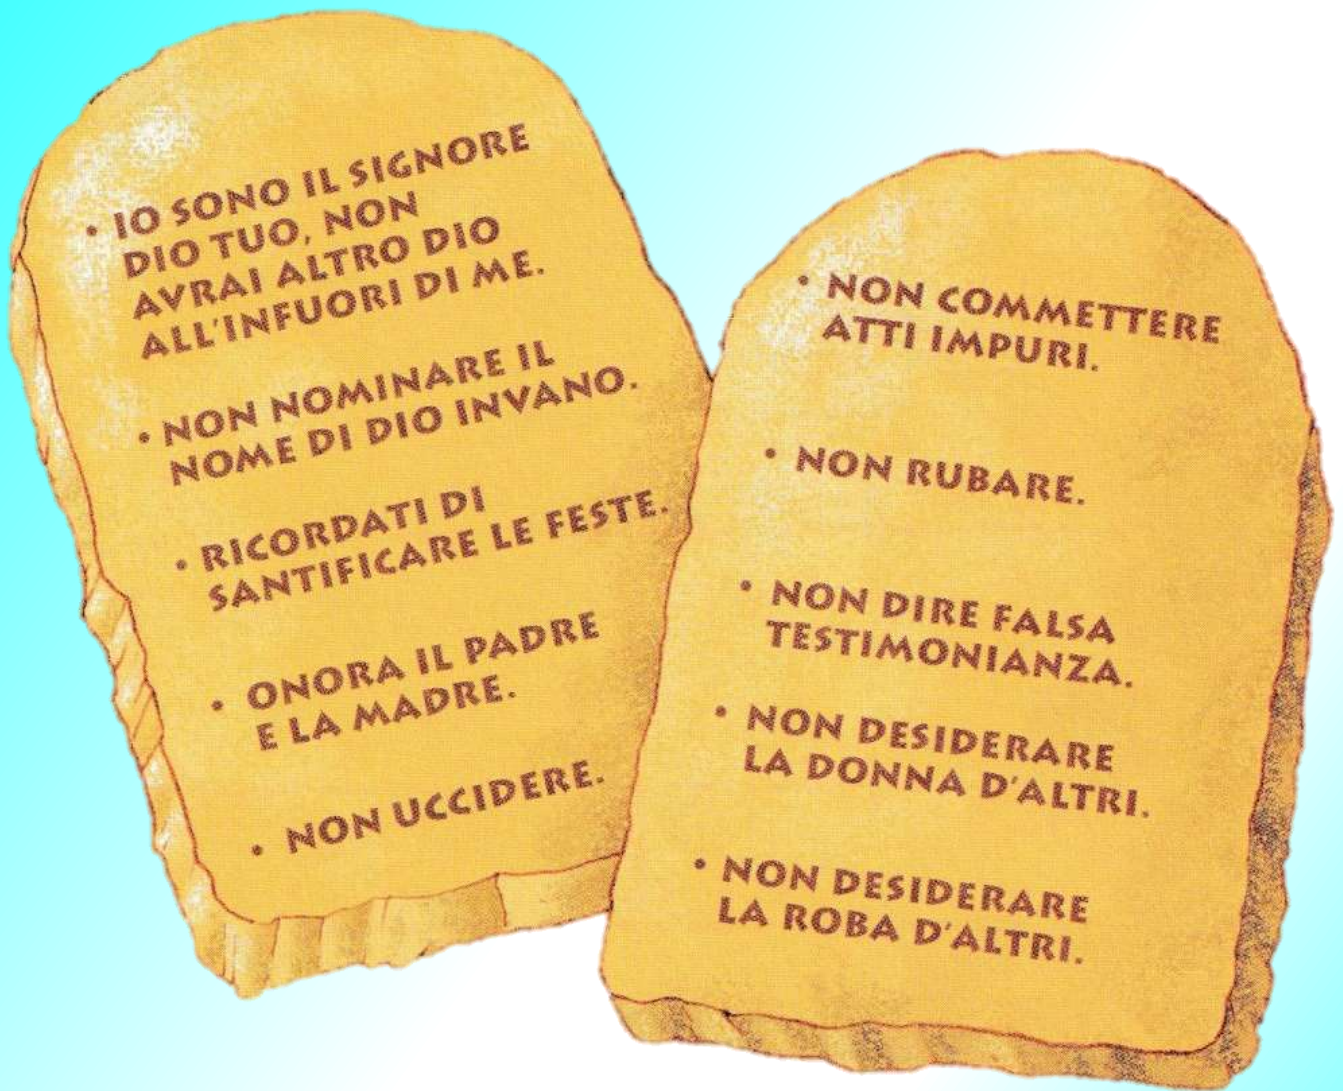 • IO SONO IL SIGNORE
DIO TUO, NON
AVRAI ALTRO DIO
ALL'INFUORI DI ME.
• NON NOMINARE IL
NOME DI DIO INVANO.
• RICORDATI DI
SANTIFICARE LE FESTE.
• ONORA IL PADRE
E LA MADRE.
• NON UCCIDERE.
• NON COMMETTERE
ATTI IMPURI.
• NON RUBARE.
• NON DIRE FALSA
TESTIMONIANZA.
• NON DESIDERARE
LA DONNA D'ALTRI.
• NON DESIDERARE
LA ROBA D'ALTRI.